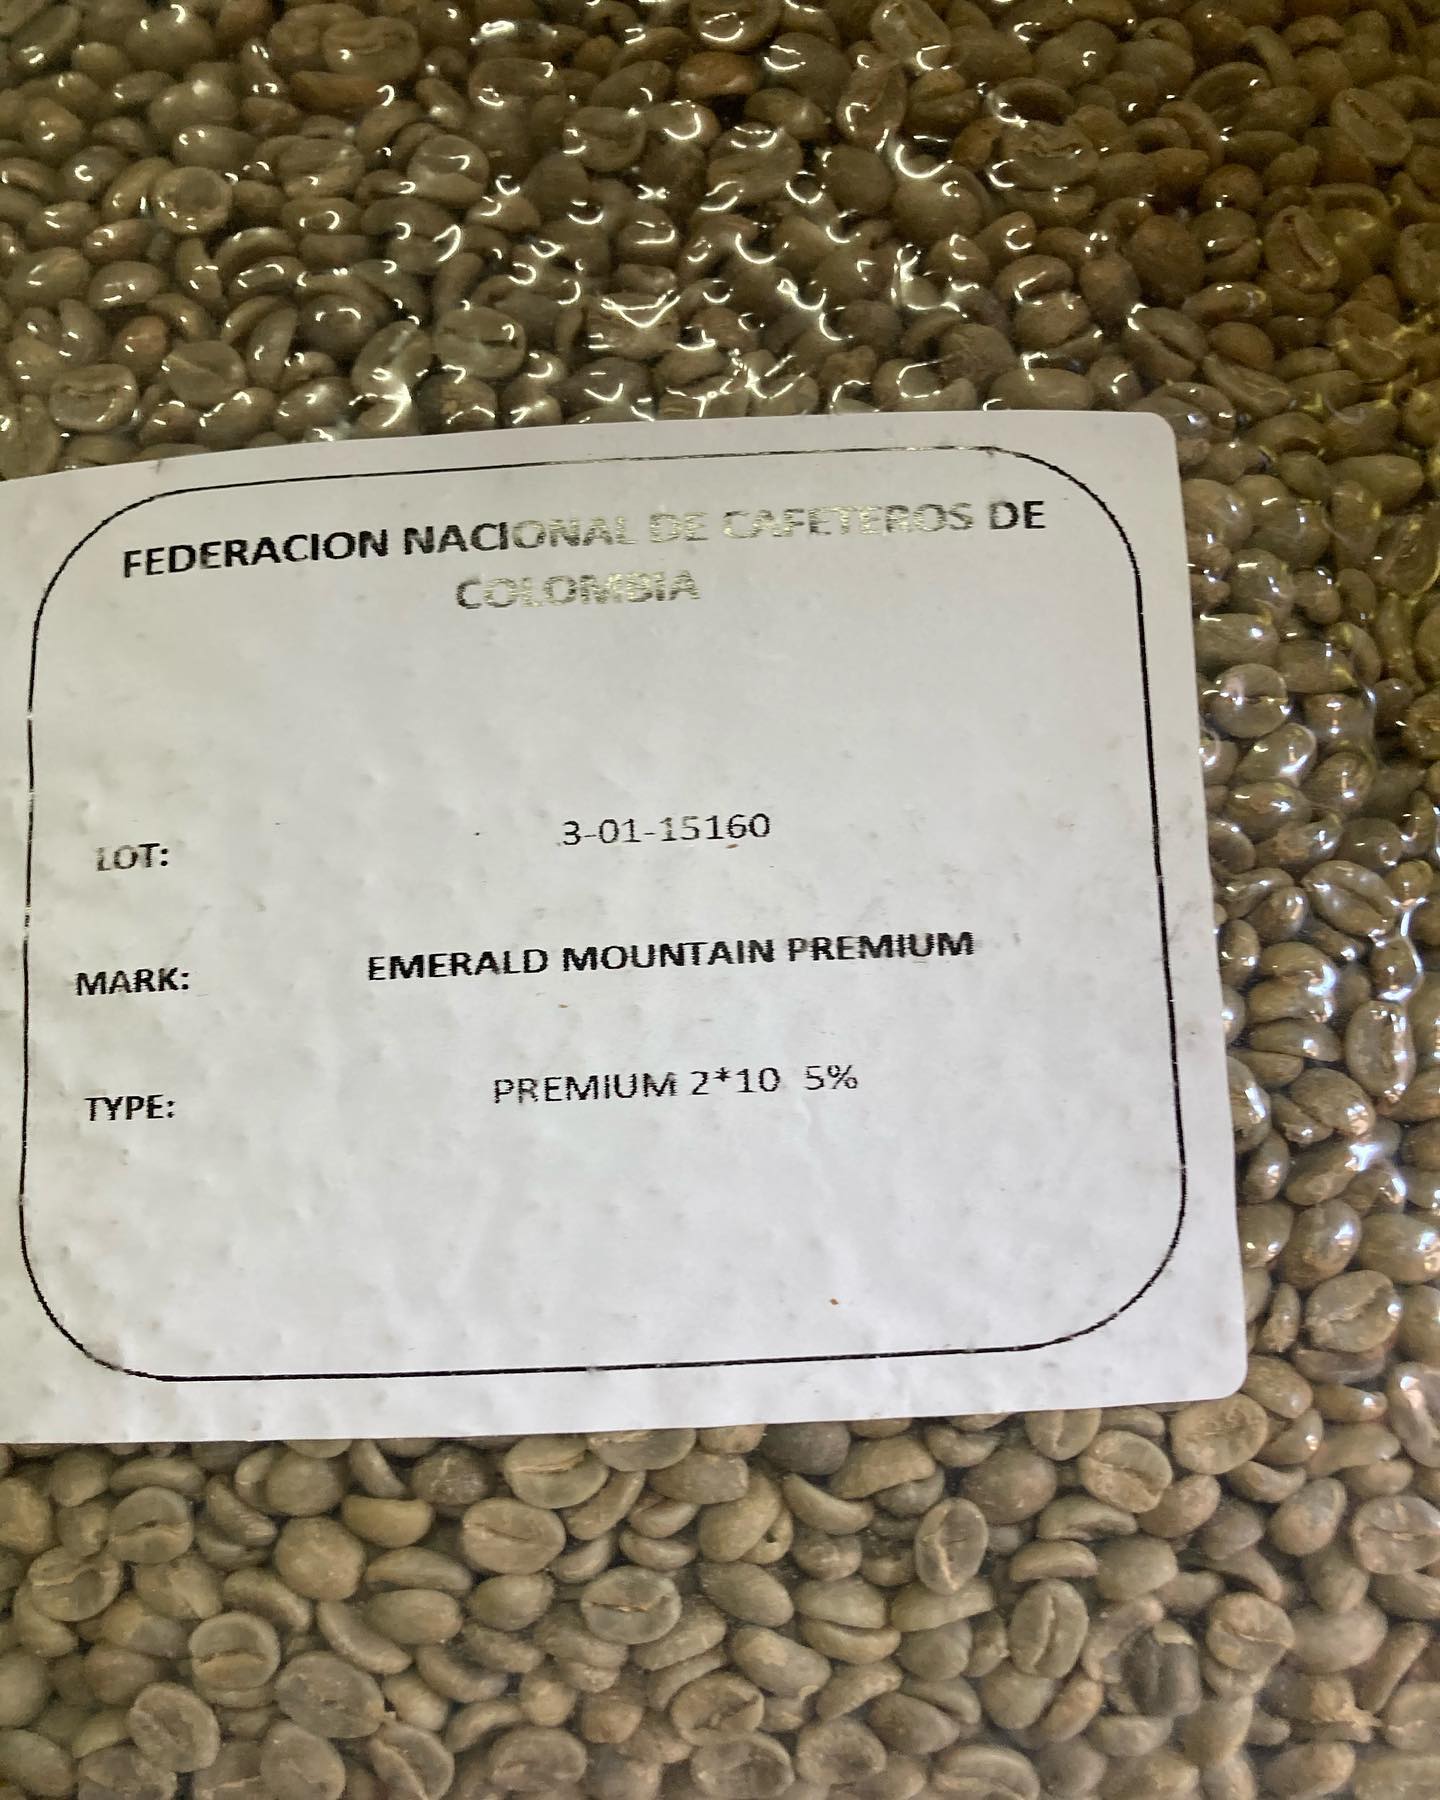 FEDERACION NACIONAL DE CAFETEROS DE
COLOMBIA
LOT: 3-01-15160
MARK: EMERALD MOUNTAIN PREMIUM
TYPE: PREMIUM 2*10 5%